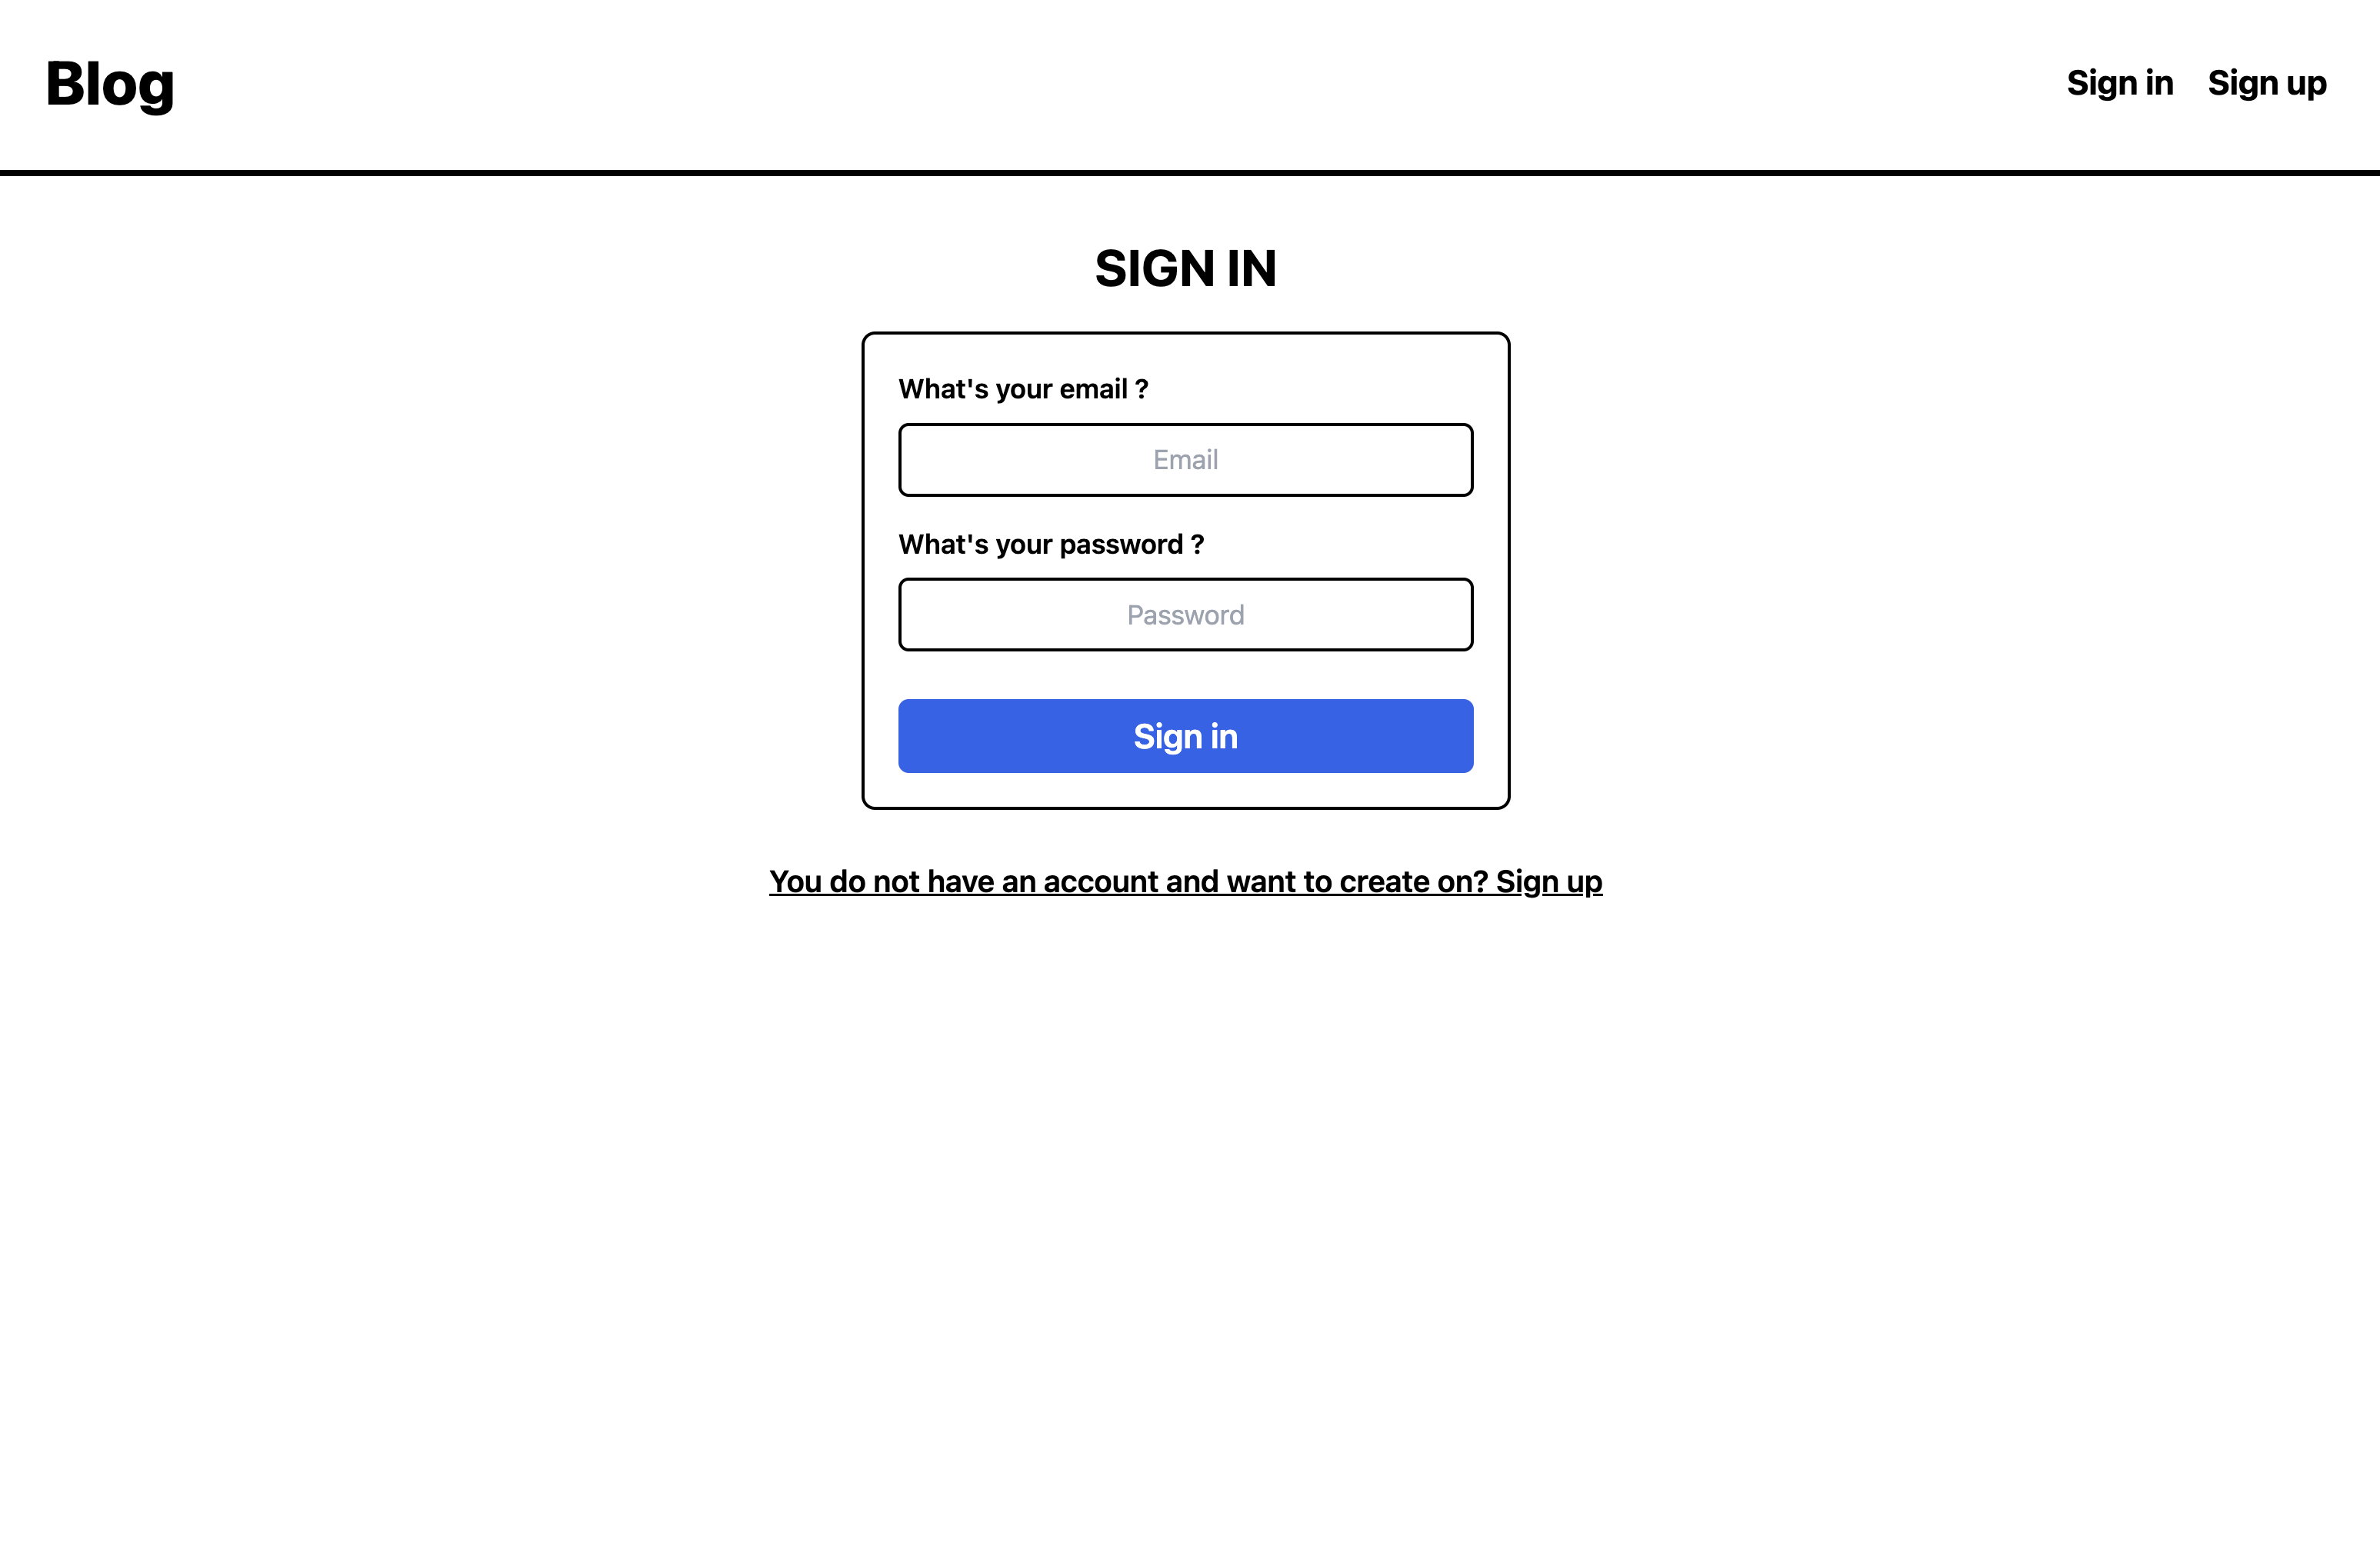 Blog
Sign in
Sign up
SIGN IN
What's your email ?
Email
What's your password ?
Password
Sign in
You do not have an account and want to create on? Sign up